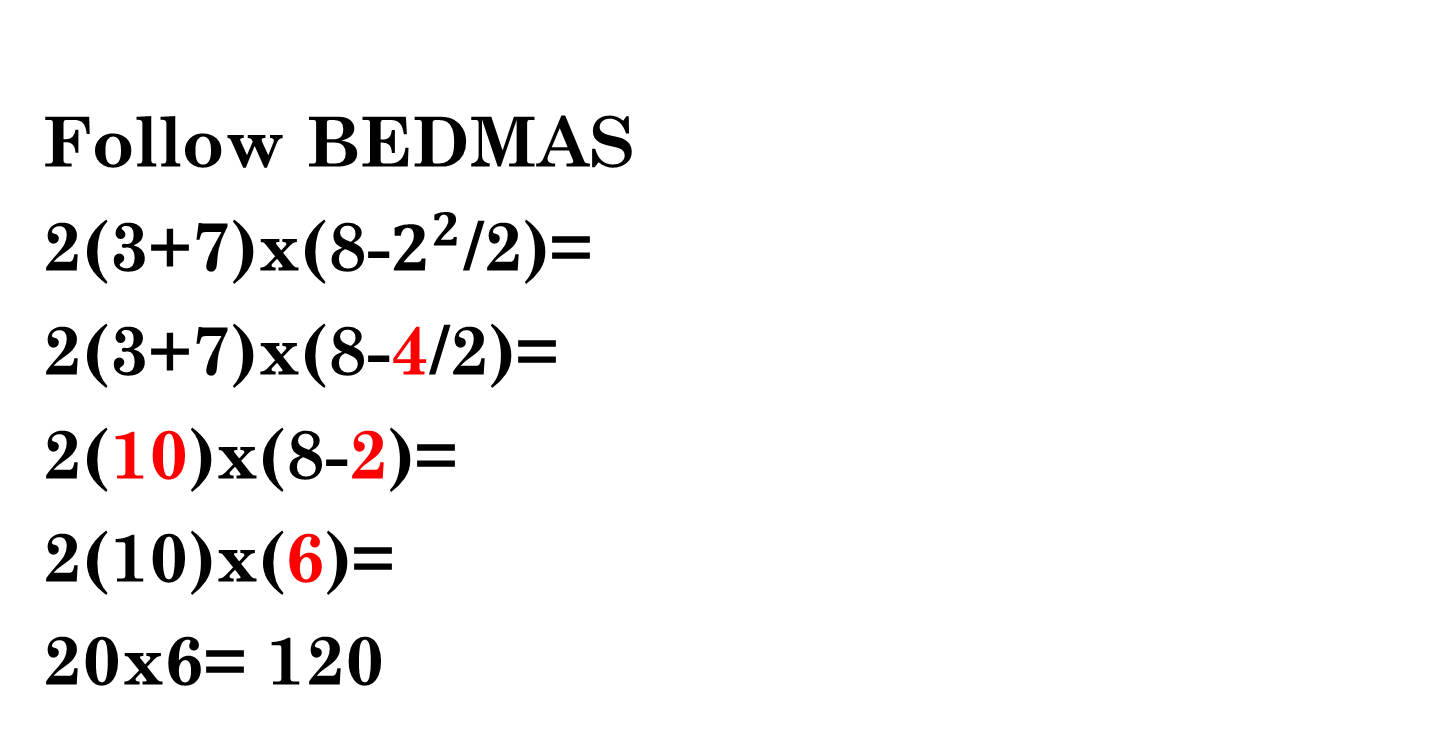 Follow BEDMAS
2(3+7)x(8-2²/2)=
2(3+7)x(8-4/2)=
2(10)x(8-2)=
2(10)x(6)=
20x6= 120